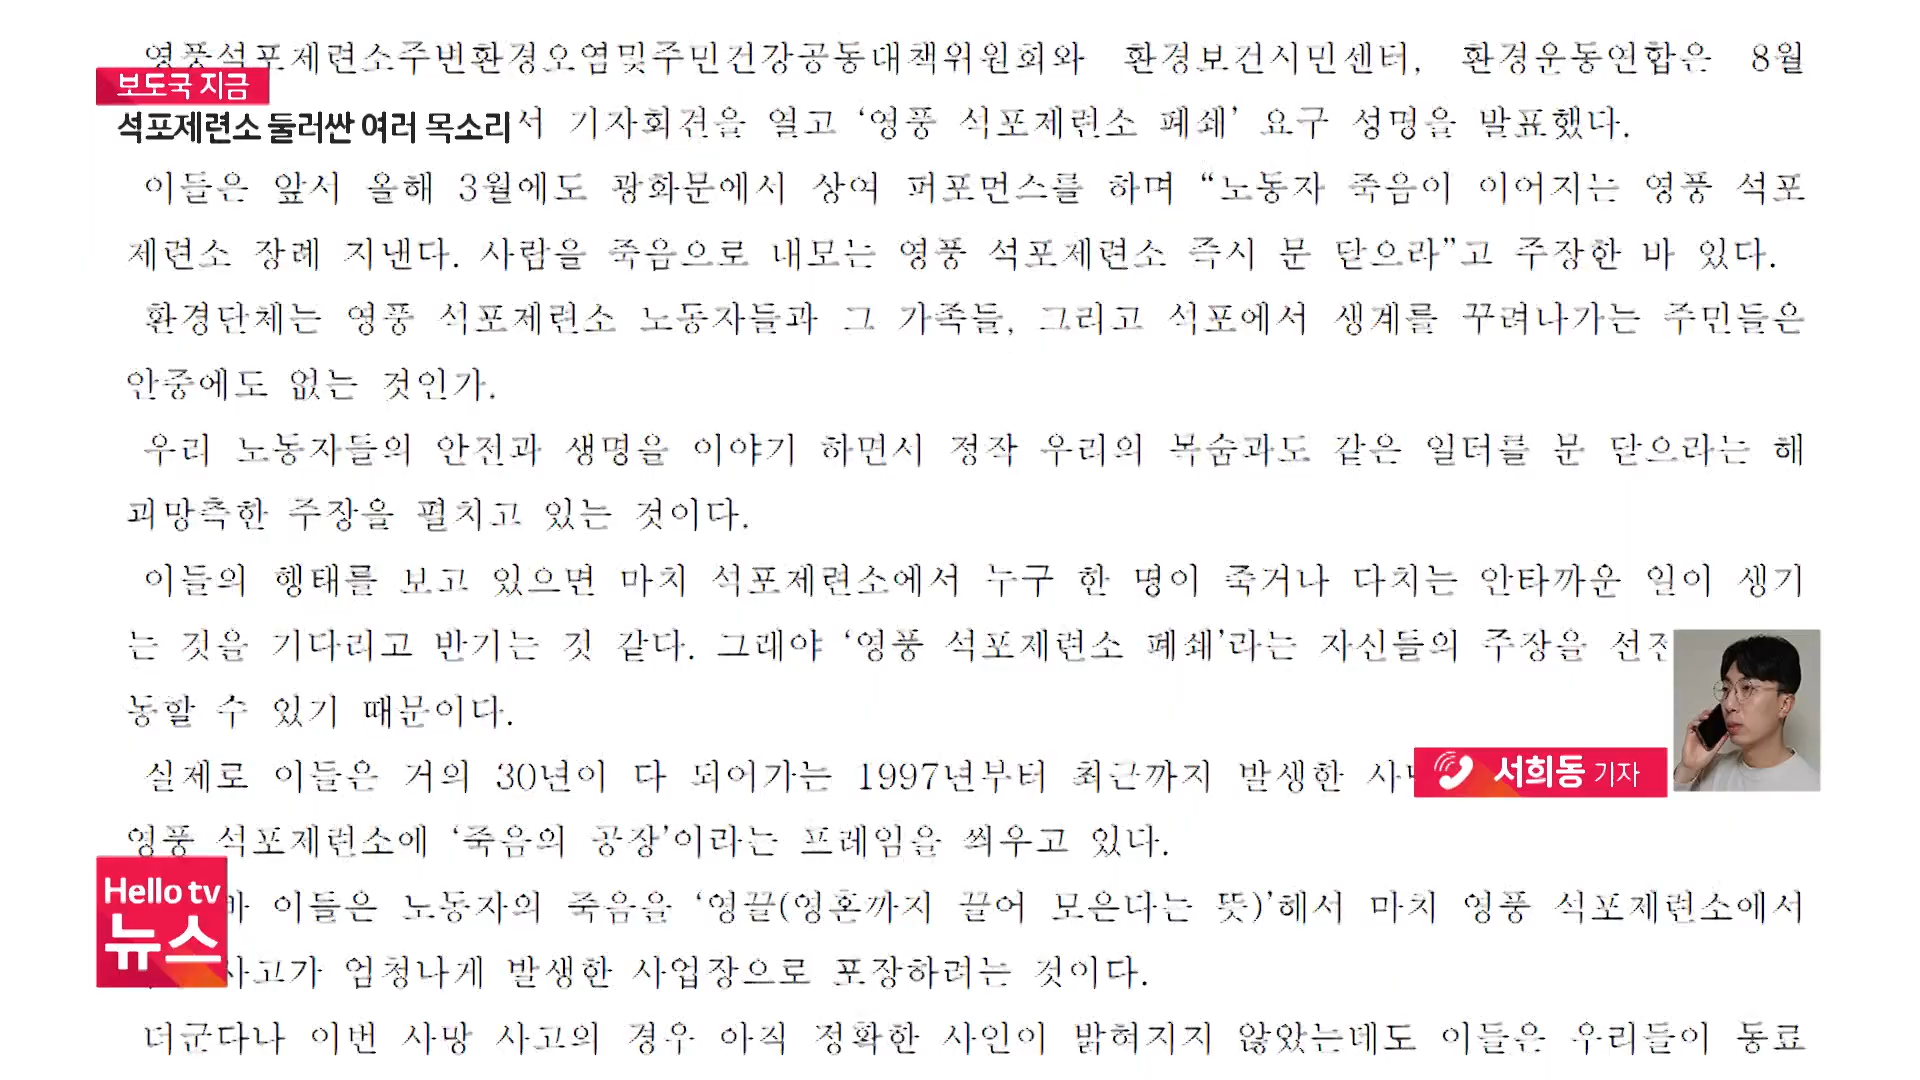 영풍석포제련소주변환경오염및주민건강공동대책위원회와 환경보건시민센터, 환경운동연합은 8월
보도국 지금
석포제련소 둘러싼 여러 목소리
서 기자회견을 열고 ‘영풍 석포제련소 폐쇄’ 요구 성명을 발표했다.
이들은 앞서 올해 3월에도 광화문에서 상여 퍼포먼스를 하며 “노동자 죽음이 이어지는 영풍 석포
제련소 장례 지낸다. 사람을 죽음으로 내모는 영풍 석포제련소 즉시 문 닫으라”고 주장한 바 있다.
환경단체는 영풍 석포제련소 노동자들과 그 가족들, 그리고 석포에서 생계를 꾸려나가는 주민들은
안중에도 없는 것인가.
우리 노동자들의 안전과 생명을 이야기 하면서 정작 우리의 목숨과도 같은 일터를 문 닫으라는 해
괴망측한 주장을 펼치고 있는 것이다.
이들의 행태를 보고 있으면 마치 석포제련소에서 누구 한 명이 죽거나 다치는 안타까운 일이 생기
는 것을 기다리고 반기는 것 같다. 그래야 ‘영풍 석포제련소 폐쇄’라는 자신들의 주장을 선전
동할 수 있기 때문이다.
실제로 이들은 거의 30년이 다 되어가는 1997년부터 최근까지 발생한
서희동 기자
영풍 석포제련소에 ‘죽음의 공장’이라는 프레임을 씌우고 있다.
이들은 노동자의 죽음을 ‘영끌(영혼까지 끌어 모은다는 뜻)’해서 마치 영풍 석포제련소에서
Hello tv
뉴스
사고가 엄청나게 발생한 사업장으로 포장하려는 것이다.
더군다나 이번 사망 사고의 경우 아직 정확한 사인이 밝혀지지 않았는데도 이들은 우리들이 동료